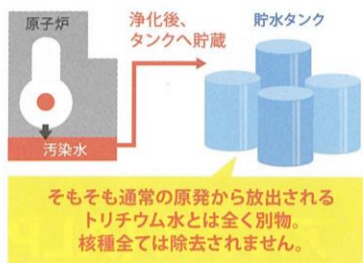 原子炉
汚染水
浄化後、
タンクへ貯蔵
貯水タンク
そもそも通常の原発から放出される
トリチウム水とは全く別物。
核種全ては除去されません。